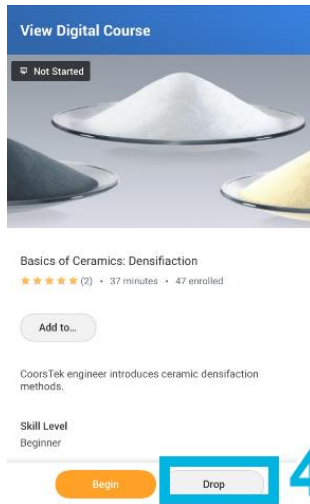 View Digital Course
Not Started
Basics of Ceramics: Densifiaction
(2) • 37 minutes • 47 enrolled
Add to...
CoorsTek engineer introduces ceramic densifaction
methods.
Skill Level
Beginner
Begin Drop
4